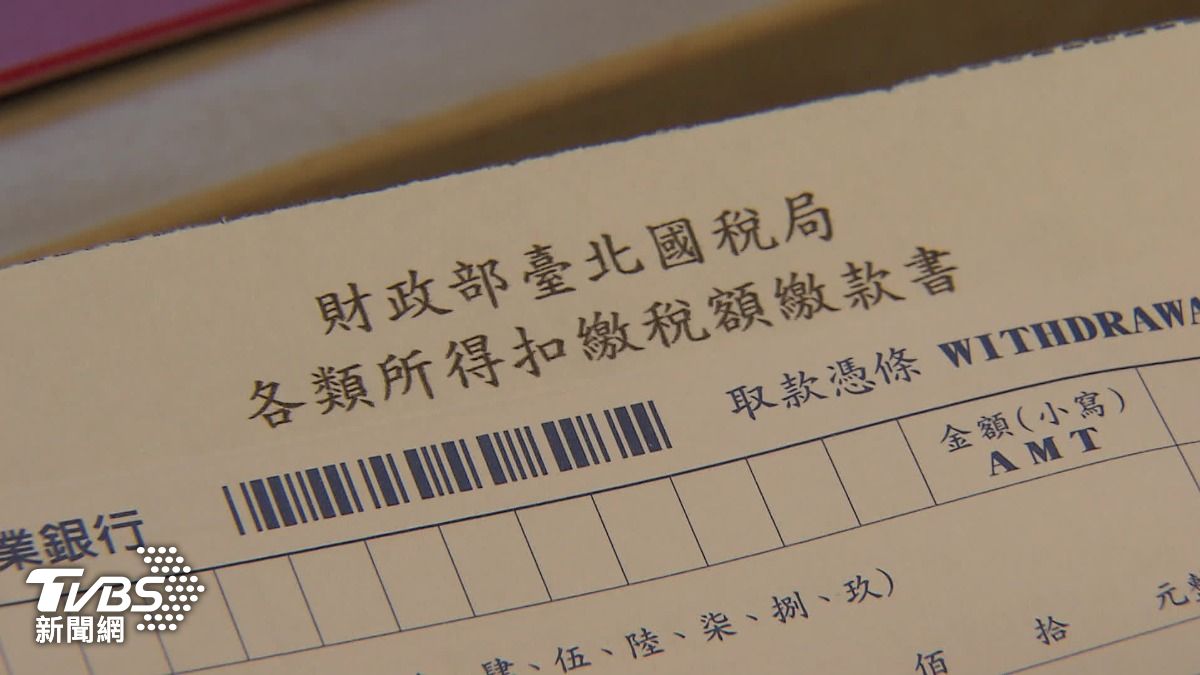 財政部臺北國稅局
各類所得扣繳稅額繳款書
取款憑條 WITHDRAWA
金額(小寫)
AMT
業銀行
肆、伍、陸、柒、捌、玖)
佰 拾 元整
TVBS
新聞網